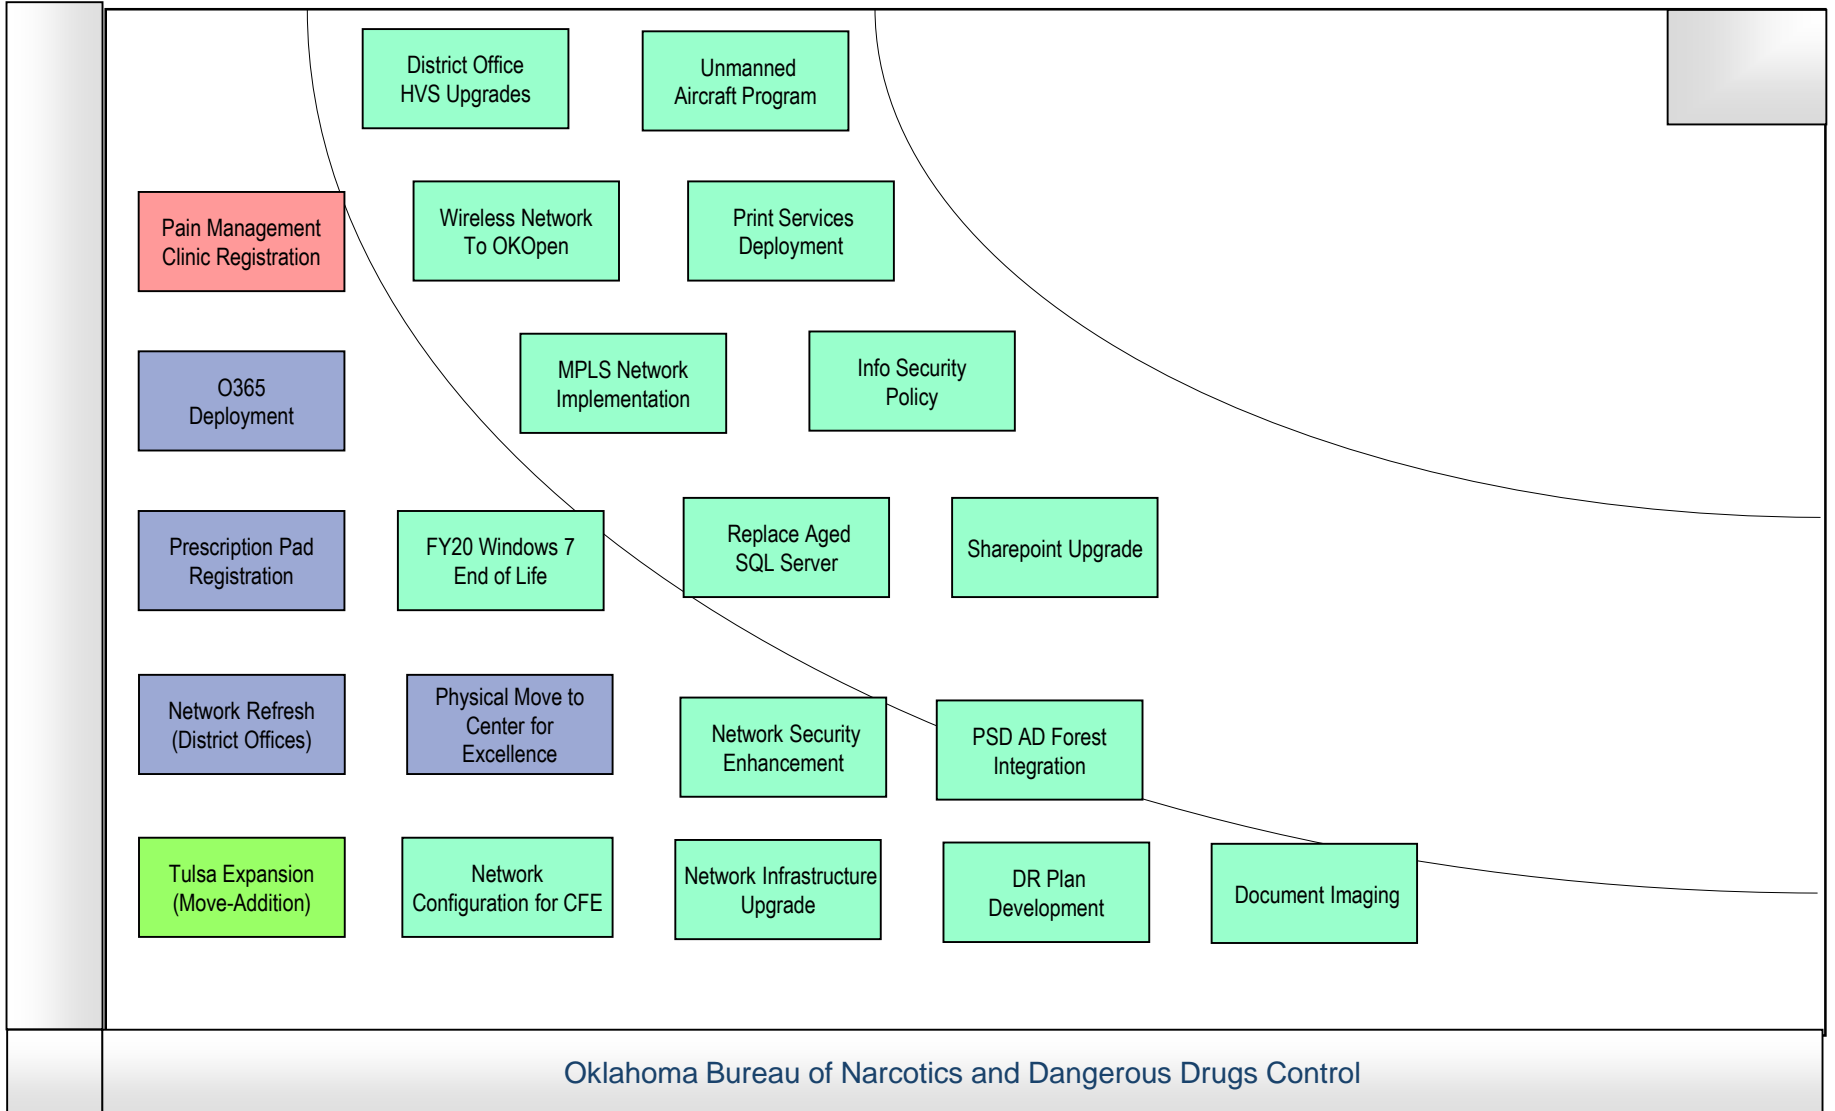 District Office
HVS Upgrades
Unmanned
Aircraft Program
Pain Management
Clinic Registration
Wireless Network
To OKOpen
Print Services
Deployment
MPLS Network
Implementation
Info Security
Policy
O365
Deployment
Prescription Pad
Registration
FY20 Windows 7
End of Life
Replace Aged
SQL Server
Sharepoint Upgrade
Network Refresh
(District Offices)
Physical Move to
Center for
Excellence
Network Security
Enhancement
PSD AD Forest
Integration
Tulsa Expansion
(Move-Addition)
Network
Configuration for CFE
Network Infrastructure
Upgrade
DR Plan
Development
Document Imaging
Oklahoma Bureau of Narcotics and Dangerous Drugs Control